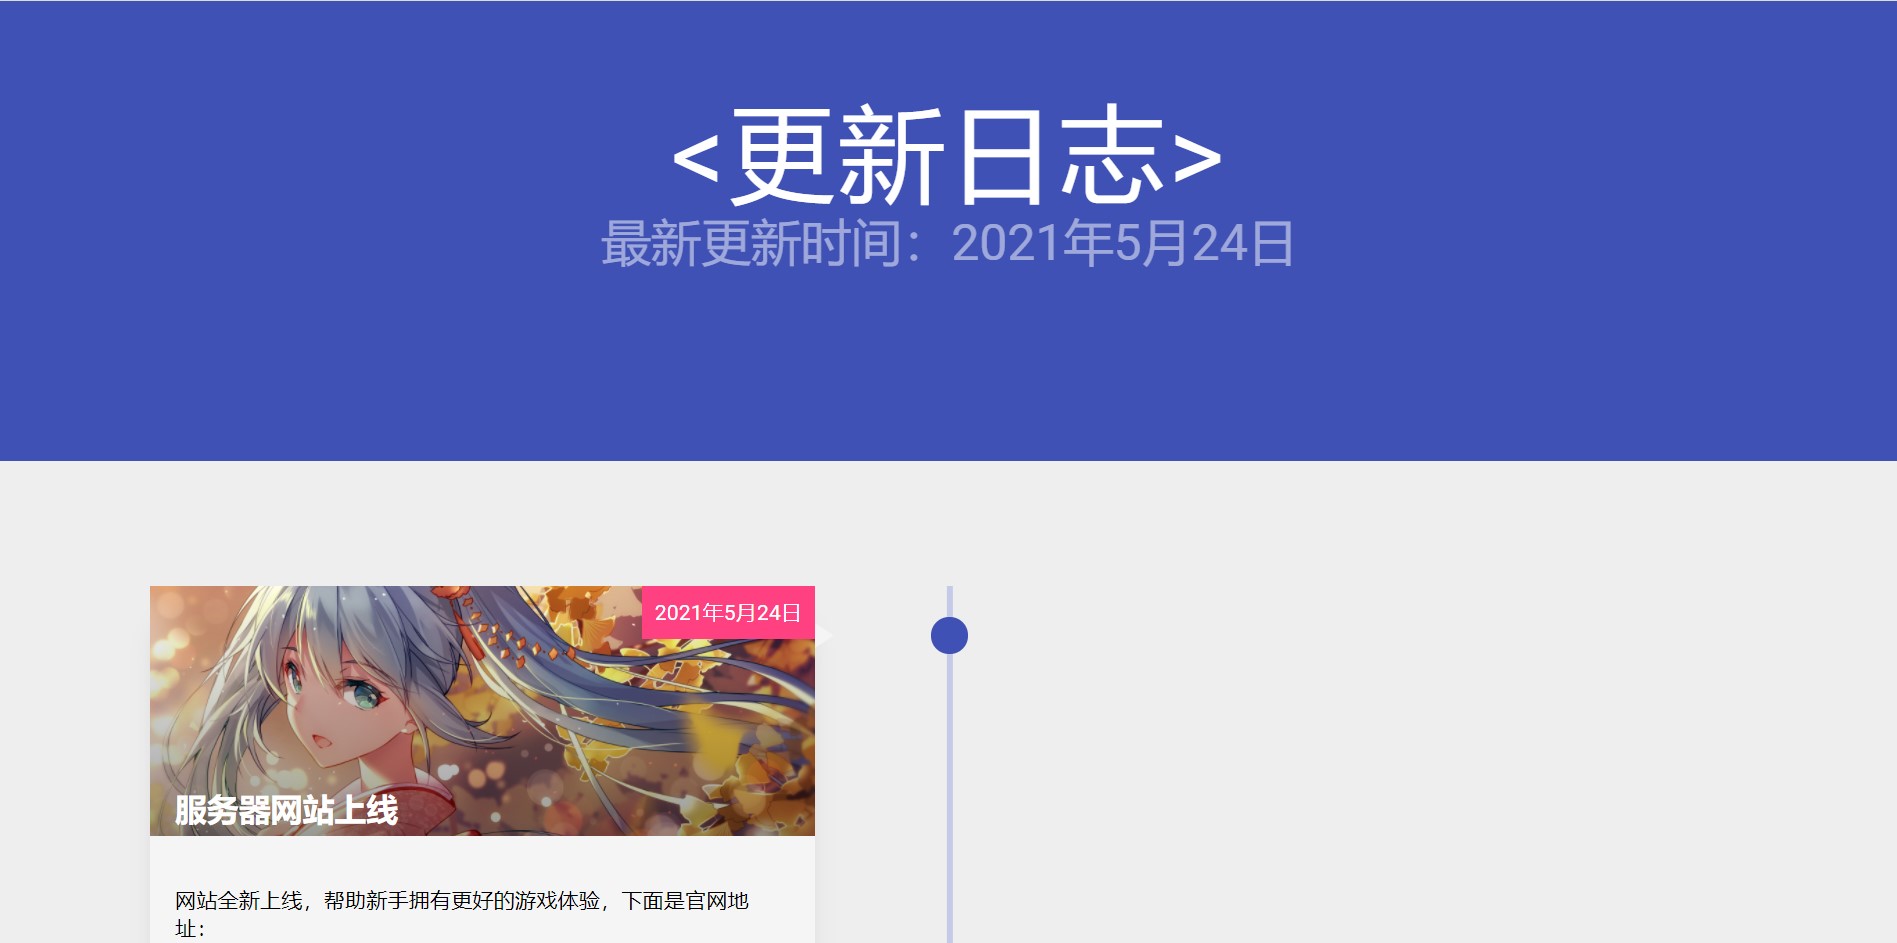 <更新日志>
最新更新时间：2021年5月24日
2021年5月24日
服务器网站上线
网站全新上线，帮助新手拥有更好的游戏体验，下面是官网地
址：